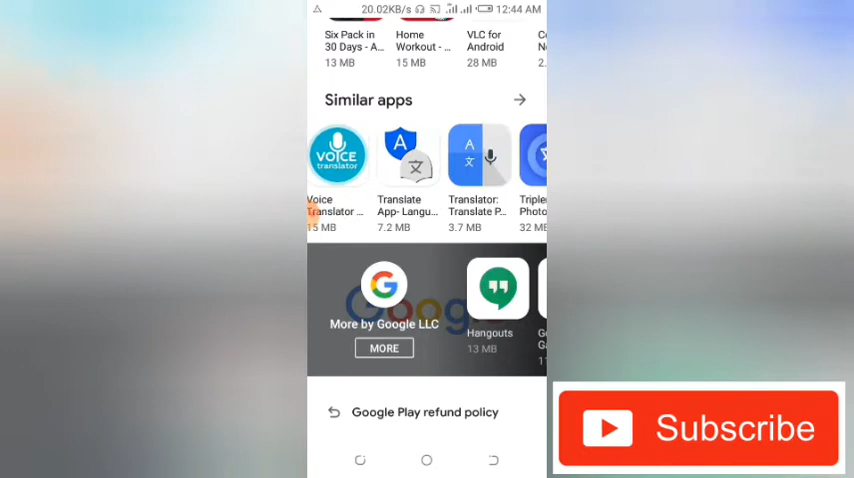 20.02KB/s 12:44 AM
Six Pack in
30 Days - A...
13 MB
Home
Workout - ...
15 MB
VLC for
Android
28 MB
Similar apps
VOICE
translator
A
A
Voice
Translator ...
15 MB
Translate
App- Langu...
7.2 MB
Translator:
Translate P...
3.7 MB
Triple
Photo
32 MB
Google
G
More by Google LLC
MORE
Hangouts
13 MB
Google Play refund policy
Subscribe